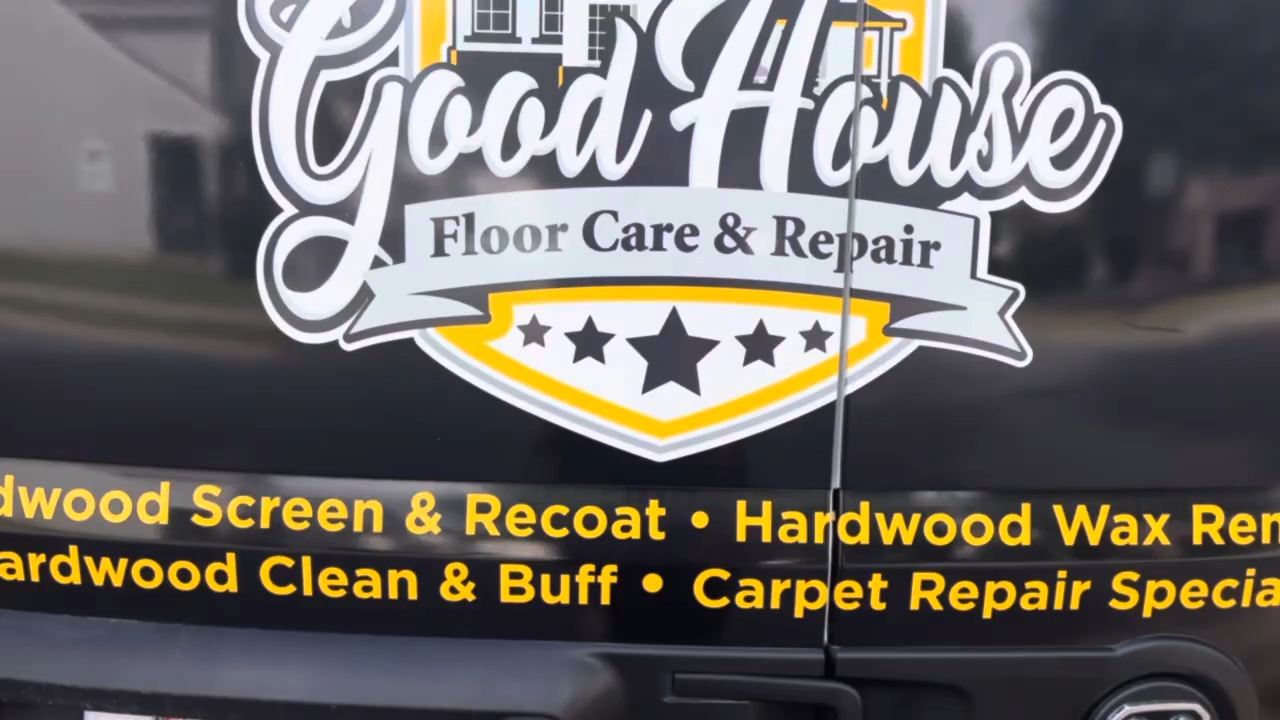 Good House
Floor Care & Repair
dwood Screen & Recoat • Hardwood Wax Rem
ardwood Clean & Buff • Carpet Repair Specia